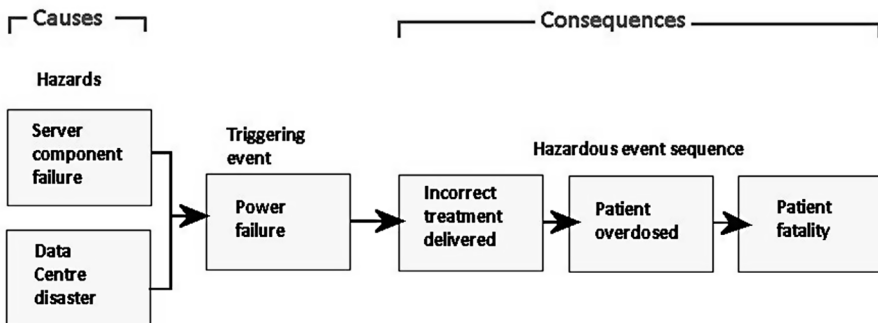 Causes
Consequences
Hazards
Server
component
failure
Data
Centre
disaster
Triggering
event
Power
failure
Hazardous event sequence
Incorrect
treatment
delivered
Patient
overdosed
Patient
fatality